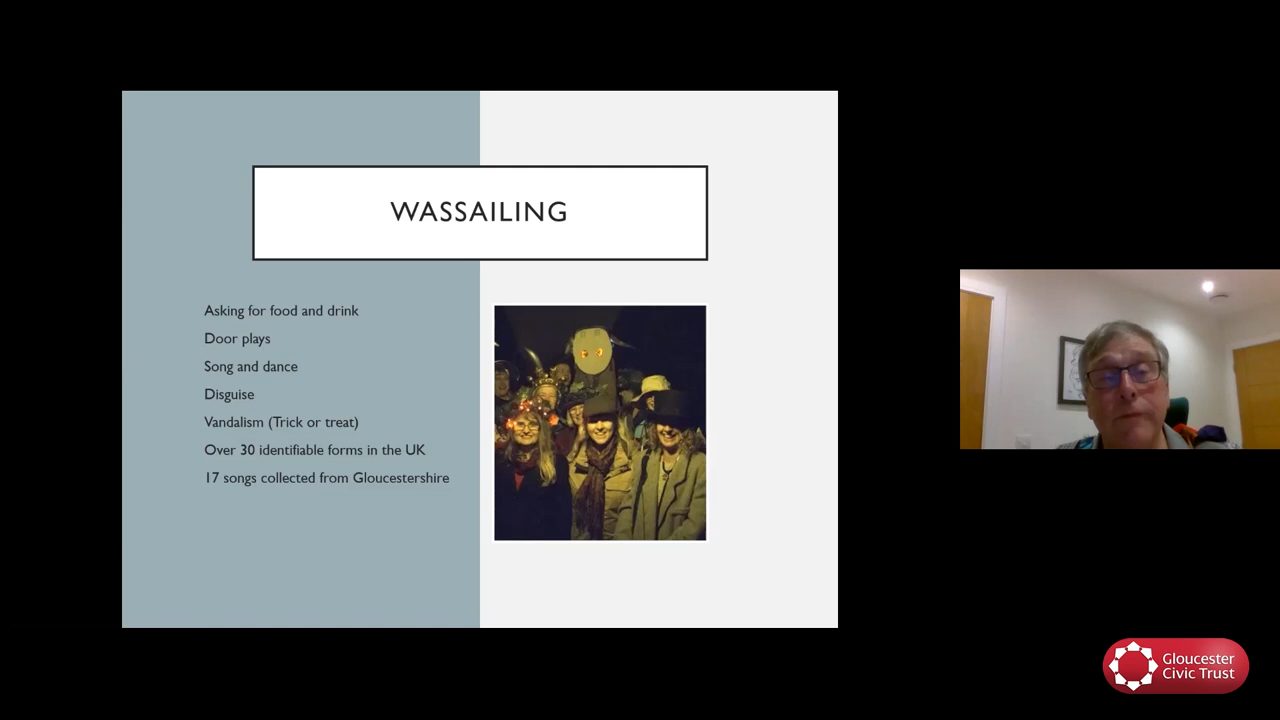 WASSAILING
Asking for food and drink
Door plays
Song and dance
Disguise
Vandalism (Trick or treat)
Over 30 identifiable forms in the UK
17 songs collected from Gloucestershire
Gloucester
Civic Trust